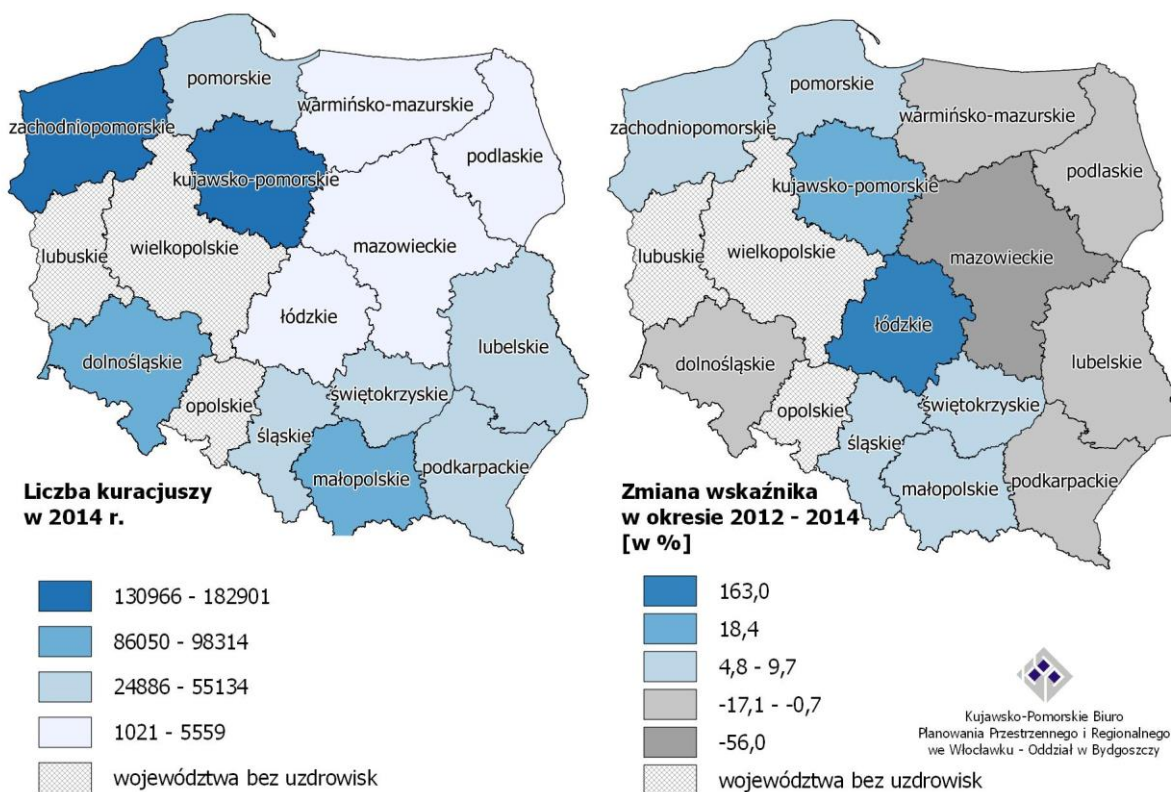 pomorskie
warmińsko-mazurskie
zachodniopomorskie
podlaskie
kujawsko-pomorskie
lubuskie
wielkopolskie
mazowieckie
łódzkie
dolnośląskie
lubelskie
opolskie
świętokrzyskie
śląskie
małopolskie
podkarpackie
Liczba kuracjuszy
w 2014 r.
130966 - 182901
86050 - 98314
24886 - 55134
1021 - 5559
województwa bez uzdrowisk
pomorskie
zachodniopomorskie
warmińsko-mazurskie
podlaskie
kujawsko-pomorskie
lubuskie
wielkopolskie
mazowieckie
łódzkie
dolnośląskie
lubelskie
opolskie
świętokrzyskie
śląskie
małopolskie
podkarpackie
Zmiana wskaźnika
w okresie 2012 - 2014
[w %]
163,0
18,4
4,8 - 9,7
-17,1 - -0,7
-56,0
województwa bez uzdrowisk
Kujawsko-Pomorskie Biuro
Planowania Przestrzennego i Regionalnego
we Włocławku - Oddział w Bydgoszczy